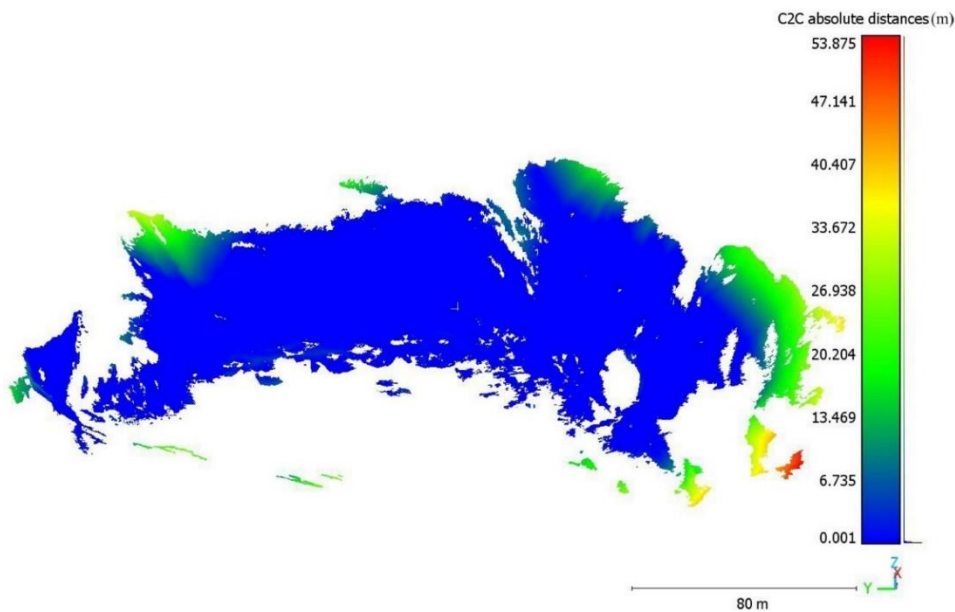 C2C absolute distances (m)
53.875
47.141
40.407
33.672
26.938
20.204
13.469
6.735
0.001
Z
X
Y
80 m